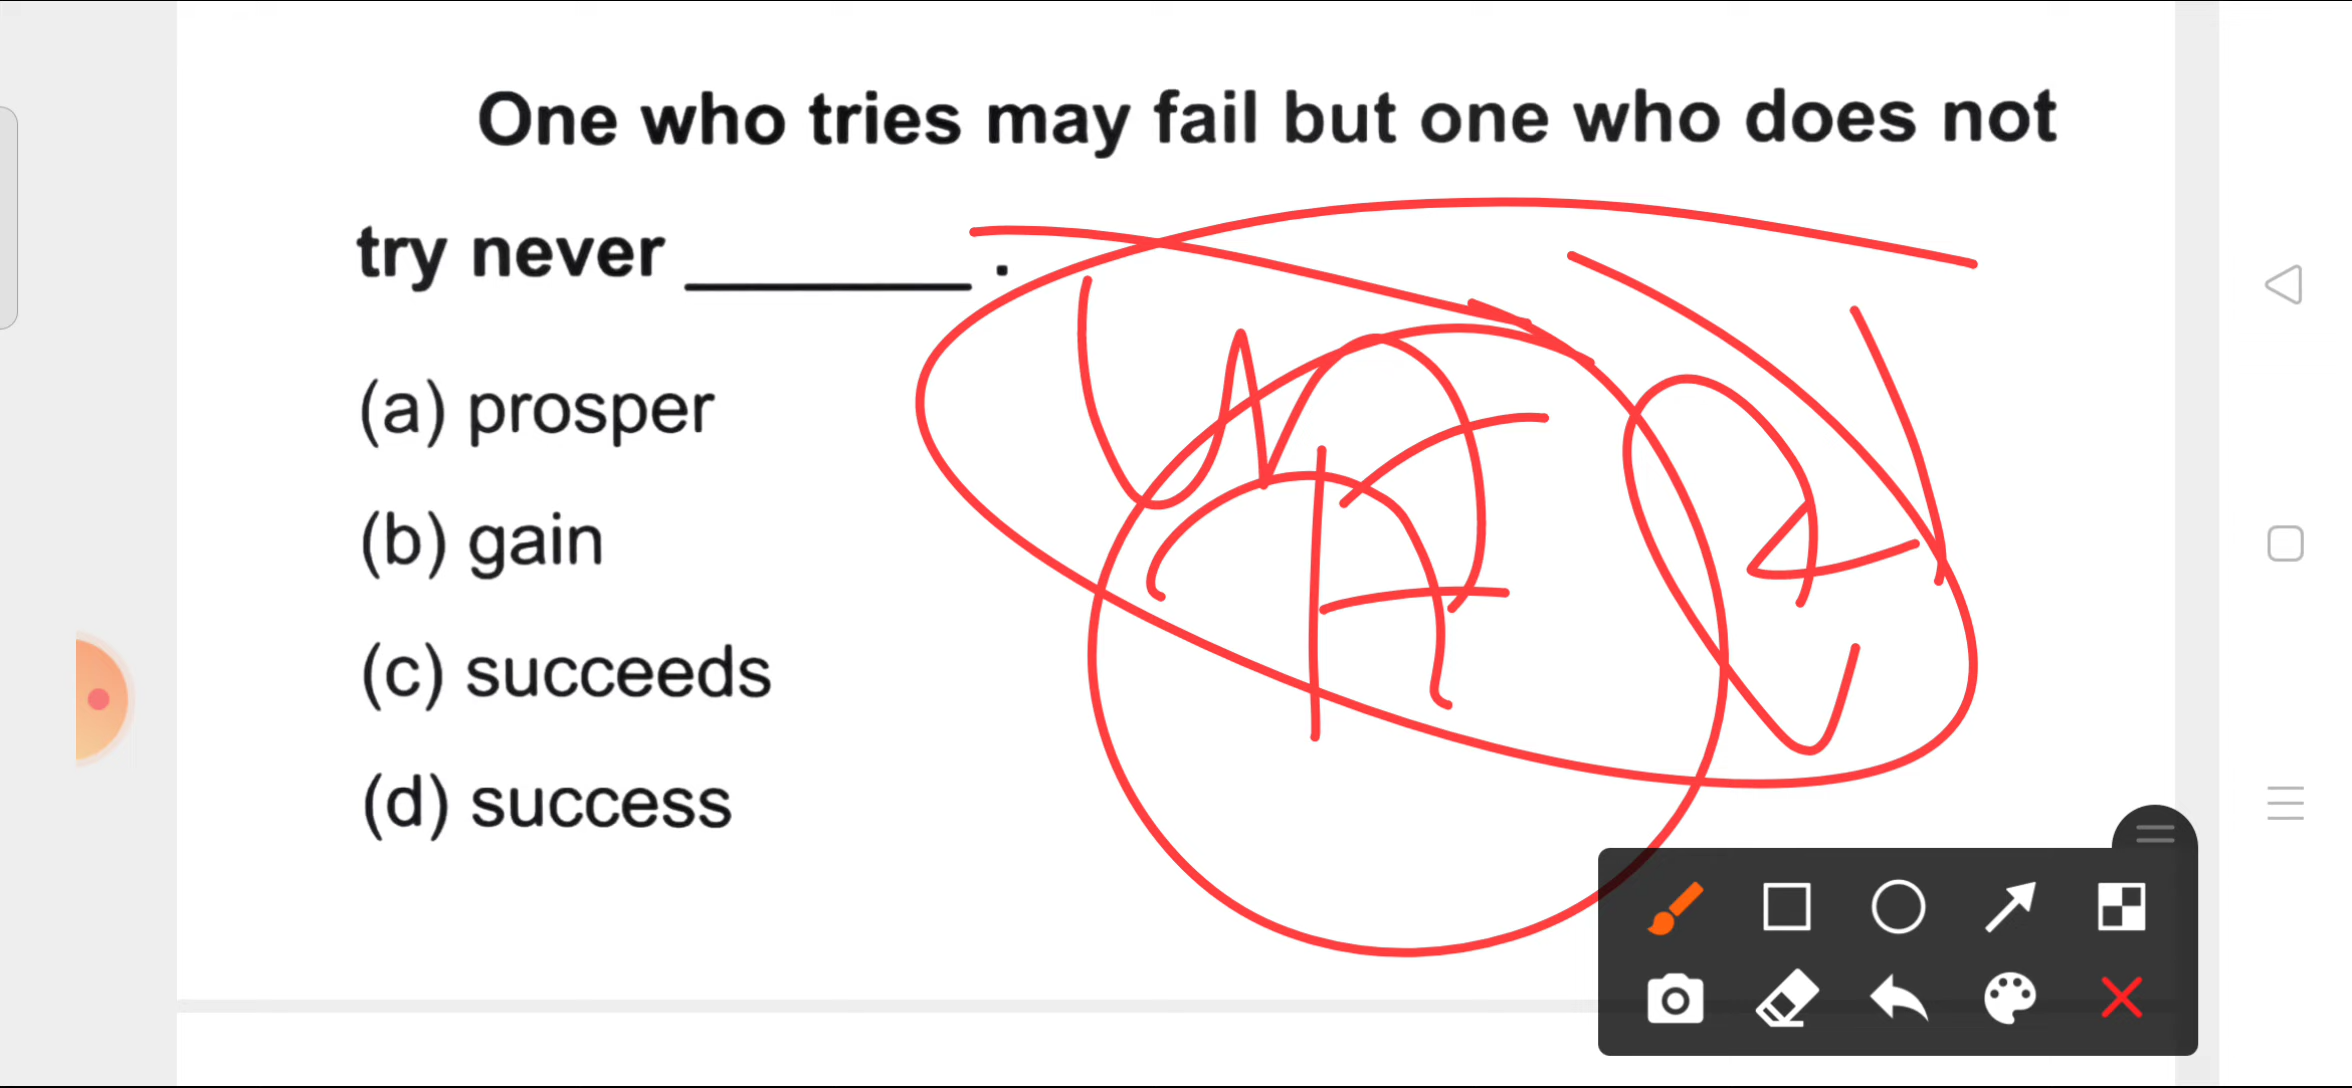 One who tries may fail but one who does not
try never ________.
(a) prosper
(b) gain
(c) succeeds
(d) success